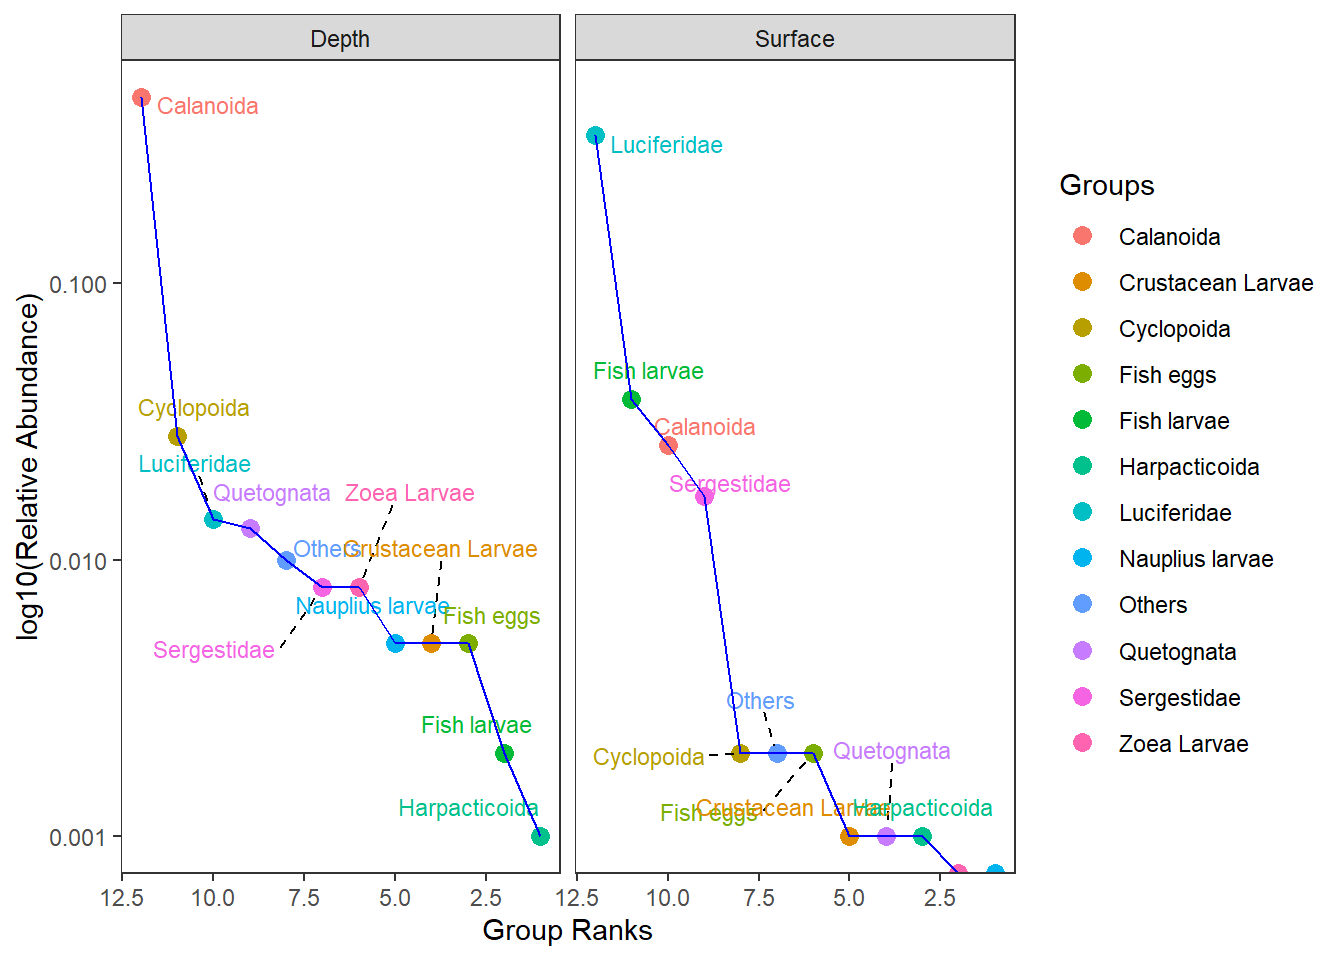 Depth
Surface
Calanoida
Luciferidae
Groups
Calanoida
Crustacean Larvae
Cyclopoida
Fish eggs
Fish larvae
Harpacticoida
Luciferidae
Nauplius larvae
Others
Quetognata
Sergestidae
Zoea Larvae
log10(Relative Abundance)
0.100
0.010
0.001
Cyclopoida
Luciferidae
Quetognata
Zoea Larvae
Others
Crustacean Larvae
Nauplius larvae
Fish eggs
Sergestidae
Fish larvae
Harpacticoida
Fish larvae
Calanoida
Sergestidae
Others
Cyclopoida
Quetognata
Fish eggs
Crustacean Larvae
Harpacticoida
12.5 10.0 7.5 5.0 2.5
12.5 10.0 7.5 5.0 2.5
Group Ranks